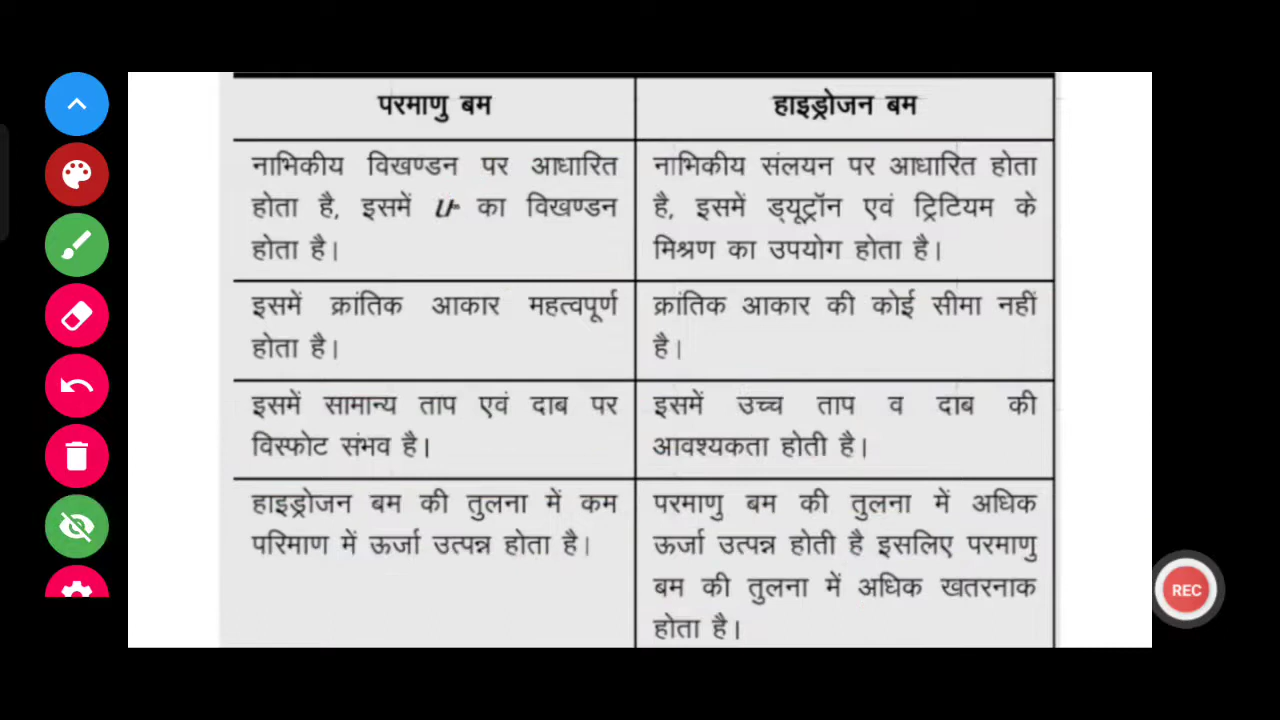 परमाणु बम
हाइड्रोजन बम
नाभिकीय विखण्डन पर आधारित
होता है, इसमें का विखण्डन
होता है।
नाभिकीय संलयन पर आधारित होता
है, इसमें ड्यूट्रॉन एवं ट्रिटियम के
मिश्रण का उपयोग होता है।
इसमें क्रांतिक आकार महत्वपूर्ण
होता है।
क्रांतिक आकार की कोई सीमा नहीं
है।
इसमें सामान्य ताप एवं दाब पर
विस्फोट संभव है।
इसमें उच्च ताप व दाब की
आवश्यकता होती है।
हाइड्रोजन बम की तुलना में कम
परिमाण में ऊर्जा उत्पन्न होता है।
परमाणु बम की तुलना में अधिक
ऊर्जा उत्पन्न होती है इसलिए परमाणु
बम की तुलना में अधिक खतरनाक
होता है।
REC